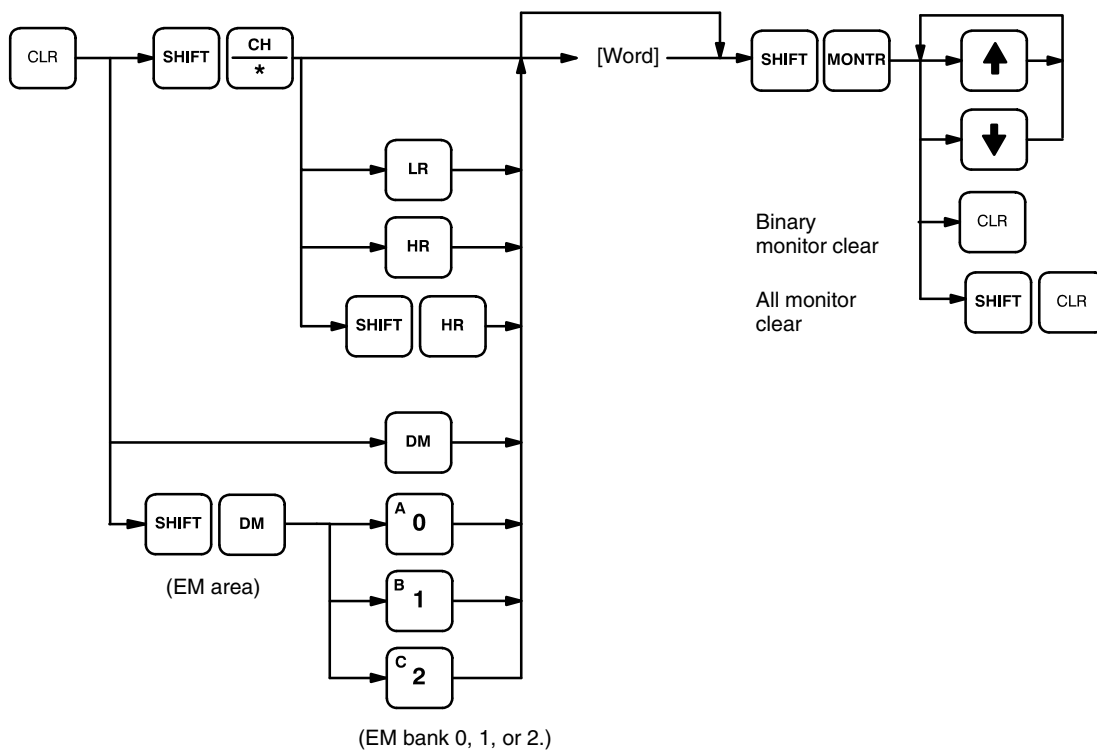 CLR SHIFT CH * [Word] SHIFT MONTR
LR
HR
Binary
monitor clear
CLR
SHIFT HR
All monitor
clear
SHIFT CLR
DM
SHIFT DM A 0
(EM area)
B 1
C 2
(EM bank 0, 1, or 2.)